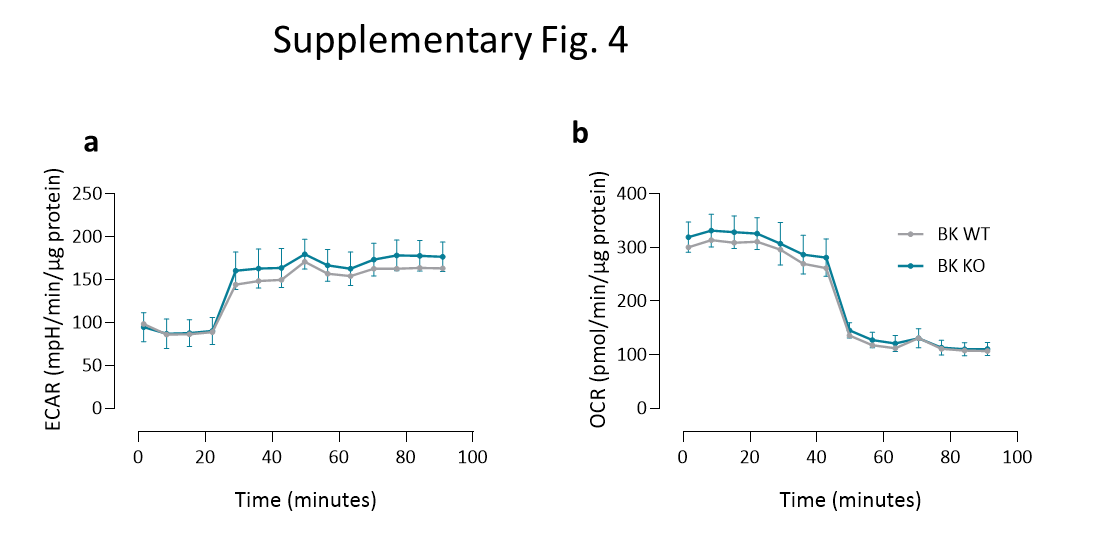 Supplementary Fig. 4
a
ECAR (mpH/min/µg protein)
250
200
150
100
50
0
0 20 40 60 80 100
Time (minutes)
b
OCR (pmol/min/µg protein)
400
300
200
100
0
0 20 40 60 80 100
Time (minutes)
BK WT
BK KO